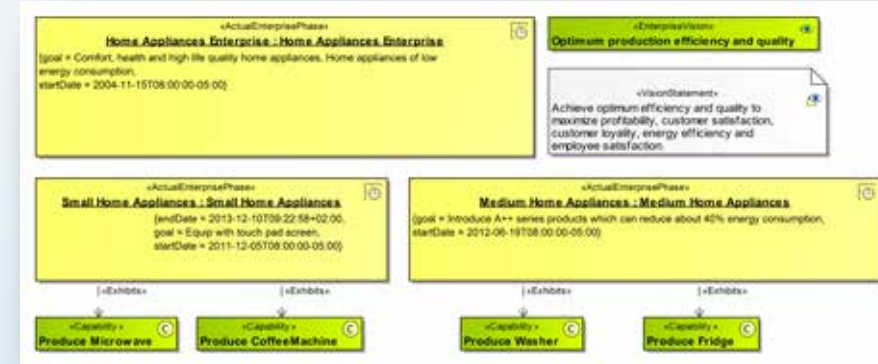 «ActualEnterprisePhase»
Home Appliances Enterprise : Home Appliances Enterprise
{goal = Comfort, health and high life quality home appliances, Home appliances of low
energy consumption,
startDate = 2004-11-15T08:00:00-05:00}
«EnterpriseVision»
Optimum production efficiency and quality
«VisionStatement»
Achieve optimum efficiency and quality to
maximize profitability, customer satisfaction,
customer loyality, energy efficiency and
employee satisfaction.
«ActualEnterprisePhase»
Small Home Appliances : Small Home Appliances
{endDate = 2013-12-10T09:22:58+02:00,
goal = Equip with touch pad screen,
startDate = 2011-12-05T08:00:00-05:00}
«ActualEnterprisePhase»
Medium Home Appliances : Medium Home Appliances
{goal = Introduce A++ series products which can reduce about 40% energy consumption,
startDate = 2012-06-19T08:00:00-05:00}
«Exhibits»
«Exhibits»
«Exhibits»
«Exhibits»
«Capability»
Produce Microwave
C
«Capability»
Produce CoffeeMachine
C
«Capability»
Produce Washer
C
«Capability»
Produce Fridge
C